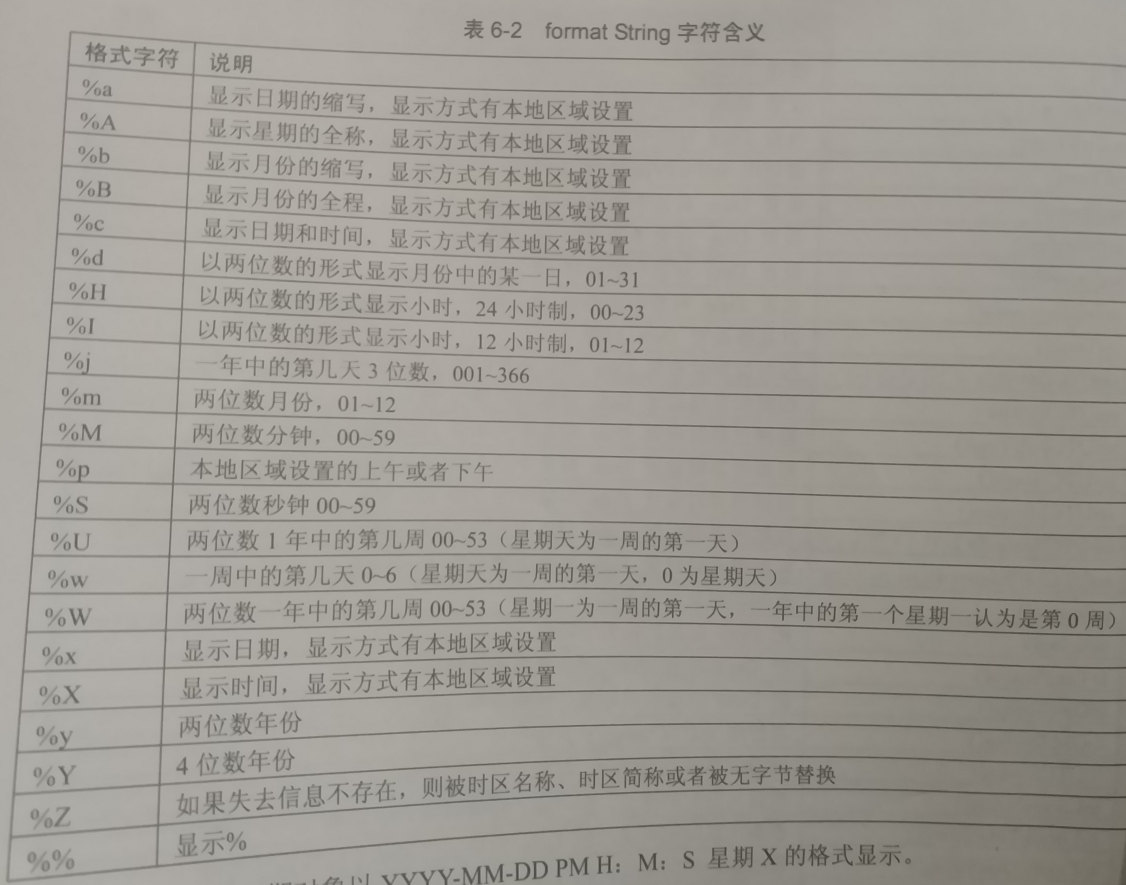 表 6-2 format String 字符含义
格式字符 说明
%a 显示日期的缩写，显示方式有本地区域设置
%A 显示星期的全称，显示方式有本地区域设置
%b 显示月份的缩写，显示方式有本地区域设置
%B 显示月份的全程，显示方式有本地区域设置
%c 显示日期和时间，显示方式有本地区域设置
%d 以两位数的形式显示月份中的某一日，01~31
%H 以两位数的形式显示小时，24 小时制，00~23
%I 以两位数的形式显示小时，12 小时制，01~12
%j 一年中的第几天 3 位数，001~366
%m 两位数月份，01~12
%M 两位数分钟，00~59
%p 本地区域设置的上午或者下午
%S 两位数秒钟 00~59
%U 两位数 1 年中的第几周 00~53（星期天为一周的第一天）
%w 一周中的第几天 0~6（星期天为一周的第一天，0 为星期天）
%W 两位数一年中的第几周 00~53（星期一为一周的第一天，一年中的第一个星期一认为是第 0 周）
%x 显示日期，显示方式有本地区域设置
%X 显示时间，显示方式有本地区域设置
%y 两位数年份
%Y 4 位数年份
%Z 如果失去信息不存在，则被时区名称、时区简称或者被无字节替换
%% 显示%
以 YYYY-MM-DD PM H：M：S 星期 X 的格式显示。